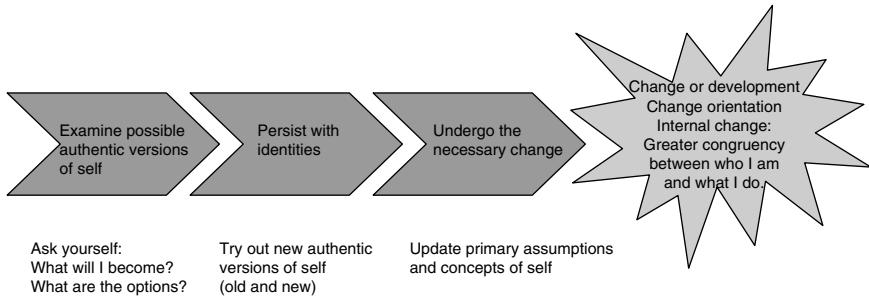 Examine possible
authentic versions
of self
Persist with
identities
Undergo the
necessary change
Change or development
Change orientation
Internal change:
Greater congruency
between who I am
and what I do.
Ask yourself:
What will I become?
What are the options?
Try out new authentic
versions of self
(old and new)
Update primary assumptions
and concepts of self